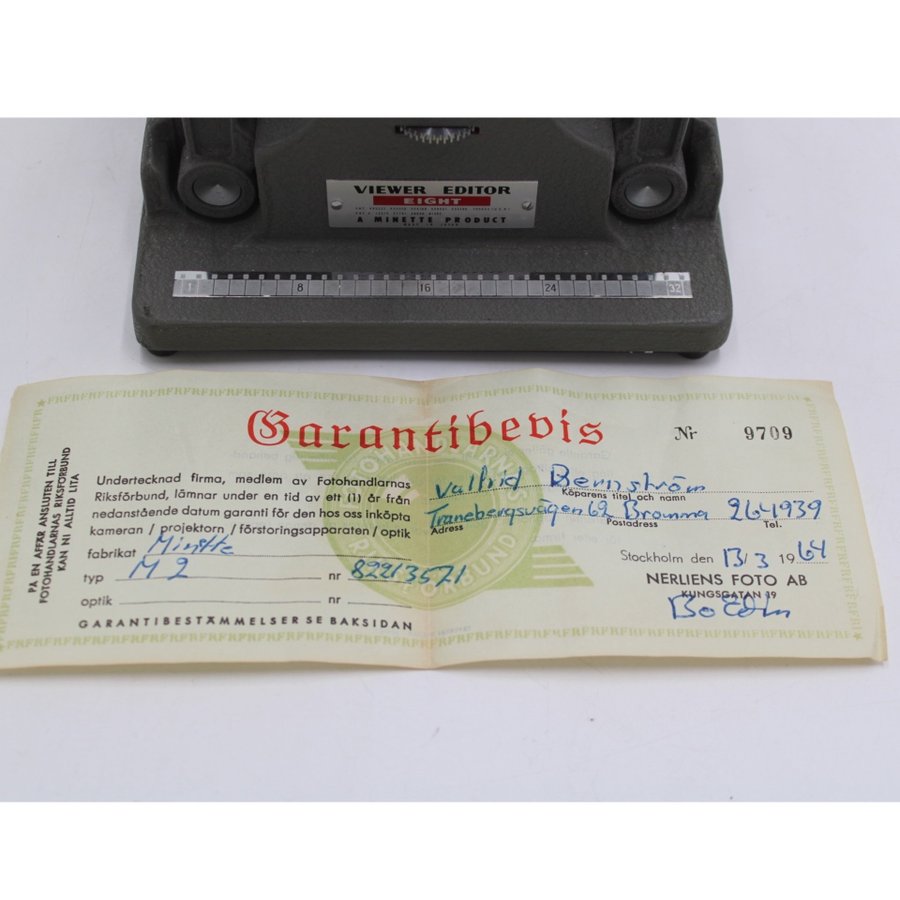 VIEWER EDITOR
EIGHT
A MINETTE PRODUCT
1 8 16 24 32
Garantibevis
Nr 9709
PÅ EN AFFÄR ANSLUTEN TILL
FOTOHANDLARNAS RIKSFÖRBUND
KAN NI ALLTID LITA
Undertecknad firma, medlem av Fotohandlarnas
Riksförbund, lämnar under en tid av ett (1) år från
nedanstående datum garanti för den hos oss inköpta
kameran / projektorn / förstoringsapparaten / optik
fabrikat Minette
typ M 2 nr 82213571
optik nr
GARANTIBESTÄMMELSER SE BAKSIDAN
Valfrid Bernström
Köparens titel och namn
Tranebergsvägen 62 Bromma 264939
Adress Postadress Tel.
Stockholm den 13/3 1964
NERLIENS FOTO AB
KUNGSGATAN 19